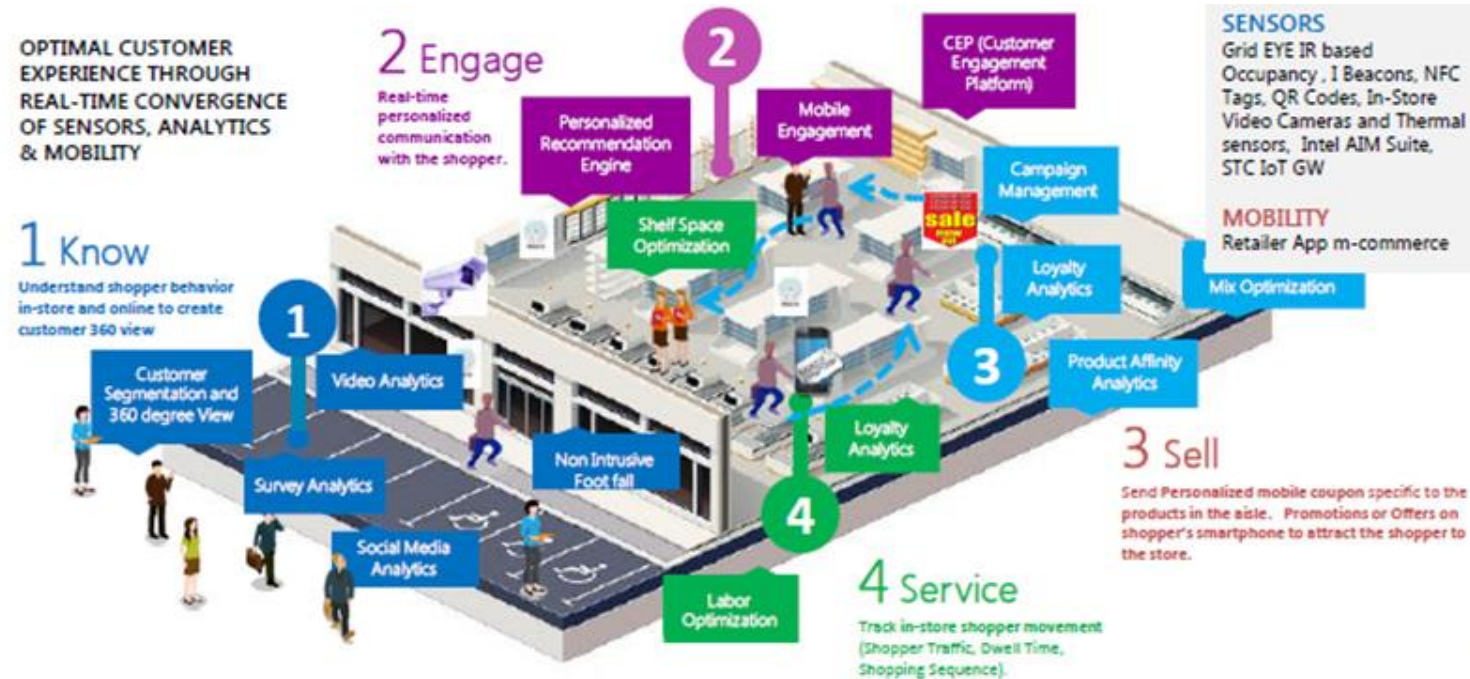 OPTIMAL CUSTOMER
EXPERIENCE THROUGH
REAL-TIME CONVERGENCE
OF SENSORS, ANALYTICS
& MOBILITY
2 Engage
Real-time
personalized
communication
with the shopper.
2
CEP (Customer
Engagement
Platform)
SENSORS
Grid EYE IR based
Occupancy , I Beacons, NFC
Tags, QR Codes, In-Store
Video Cameras and Thermal
sensors, Intel AIM Suite,
STC IoT GW
MOBILITY
Retailer App m-commerce
Personalized
Recommendation
Engine
Mobile
Engagement
Campaign
Management
Shelf Space
Optimization
sale
Loyalty
Analytics
Mix Optimization
1 Know
Understand shopper behavior
in-store and online to create
customer 360 view
1
3
Customer
Segmentation and
360 degree View
Video Analytics
Product Affinity
Analytics
Survey Analytics
Non Intrusive
Foot fall
Loyalty
Analytics
Social Media
Analytics
4
3 Sell
Send Personalized mobile coupon specific to the
products in the aisle. Promotions or Offers on
shopper's smartphone to attract the shopper to
the store.
Labor
Optimization
4 Service
Track in-store shopper movement
(Shopper Traffic, Dwell Time,
Shopping Sequence).